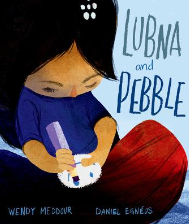 LUBNA
and
PEBBLE
WENDY MEDDOUR DANIEL EGNÉUS